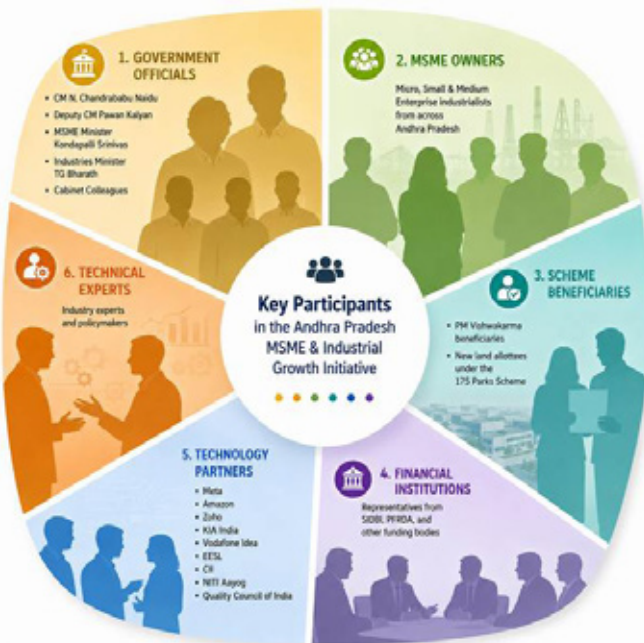 1. GOVERNMENT
OFFICIALS
• CM N. Chandrababu Naidu
• Deputy CM Pawan Kalyan
• MSME Minister
Kondapalli Srinivas
• Industries Minister
TG Bharath
• Cabinet Colleagues
2. MSME OWNERS
Micro, Small & Medium
Enterprise industrialists
from across
Andhra Pradesh
3. SCHEME
BENEFICIARIES
• PM Vishwakarma
beneficiaries
• New land allottees
under the
175 Parks Scheme
4. FINANCIAL
INSTITUTIONS
Representatives from
SIDBI, PFRDA, and
other funding bodies
5. TECHNOLOGY
PARTNERS
• Meta
• Amazon
• Zoho
• KIA India
• Vodafone Idea
• EESL
• CII
• NITI Aayog
• Quality Council of India
6. TECHNICAL
EXPERTS
Industry experts
and policymakers
Key Participants
in the Andhra Pradesh
MSME & Industrial
Growth Initiative